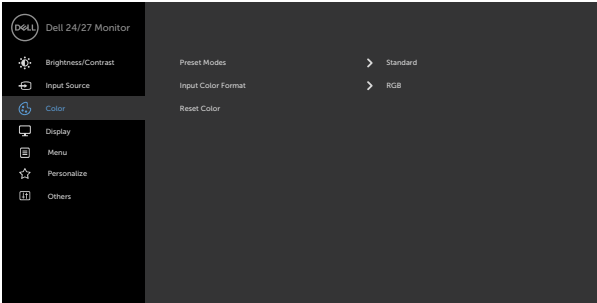 DELL Dell 24/27 Monitor
Brightness/Contrast Preset Modes Standard
Input Source Input Color Format RGB
Color Reset Color
Display
Menu
Personalize
Others